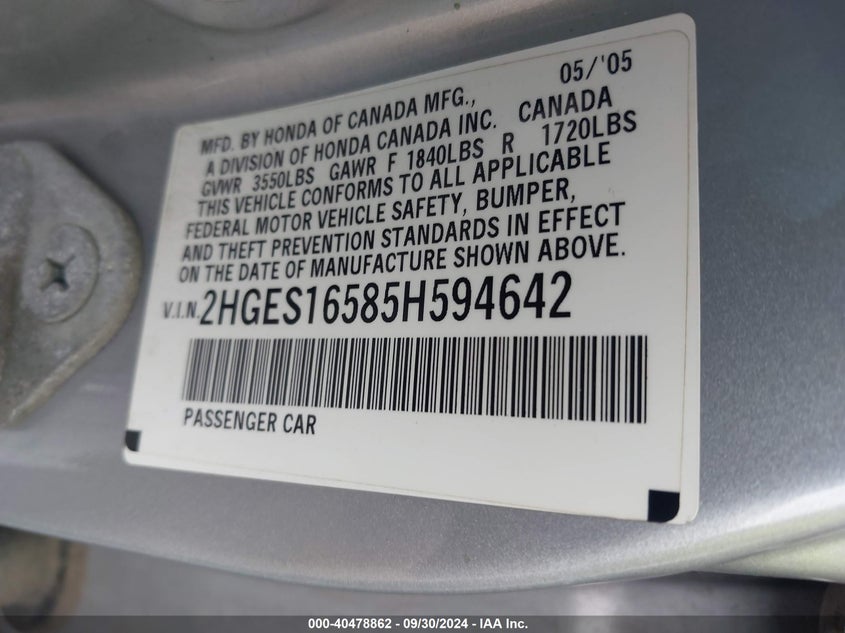 05/'05
MFD. BY HONDA OF CANADA MFG.,
A DIVISION OF HONDA CANADA INC. CANADA
GVWR 3550LBS GAWR F 1840LBS R 1720LBS
THIS VEHICLE CONFORMS TO ALL APPLICABLE
FEDERAL MOTOR VEHICLE SAFETY, BUMPER,
AND THEFT PREVENTION STANDARDS IN EFFECT
ON THE DATE OF MANUFACTURE SHOWN ABOVE.
V.I.N. 2HGES16585H594642
PASSENGER CAR
000-40478862 - 09/30/2024 - IAA Inc.